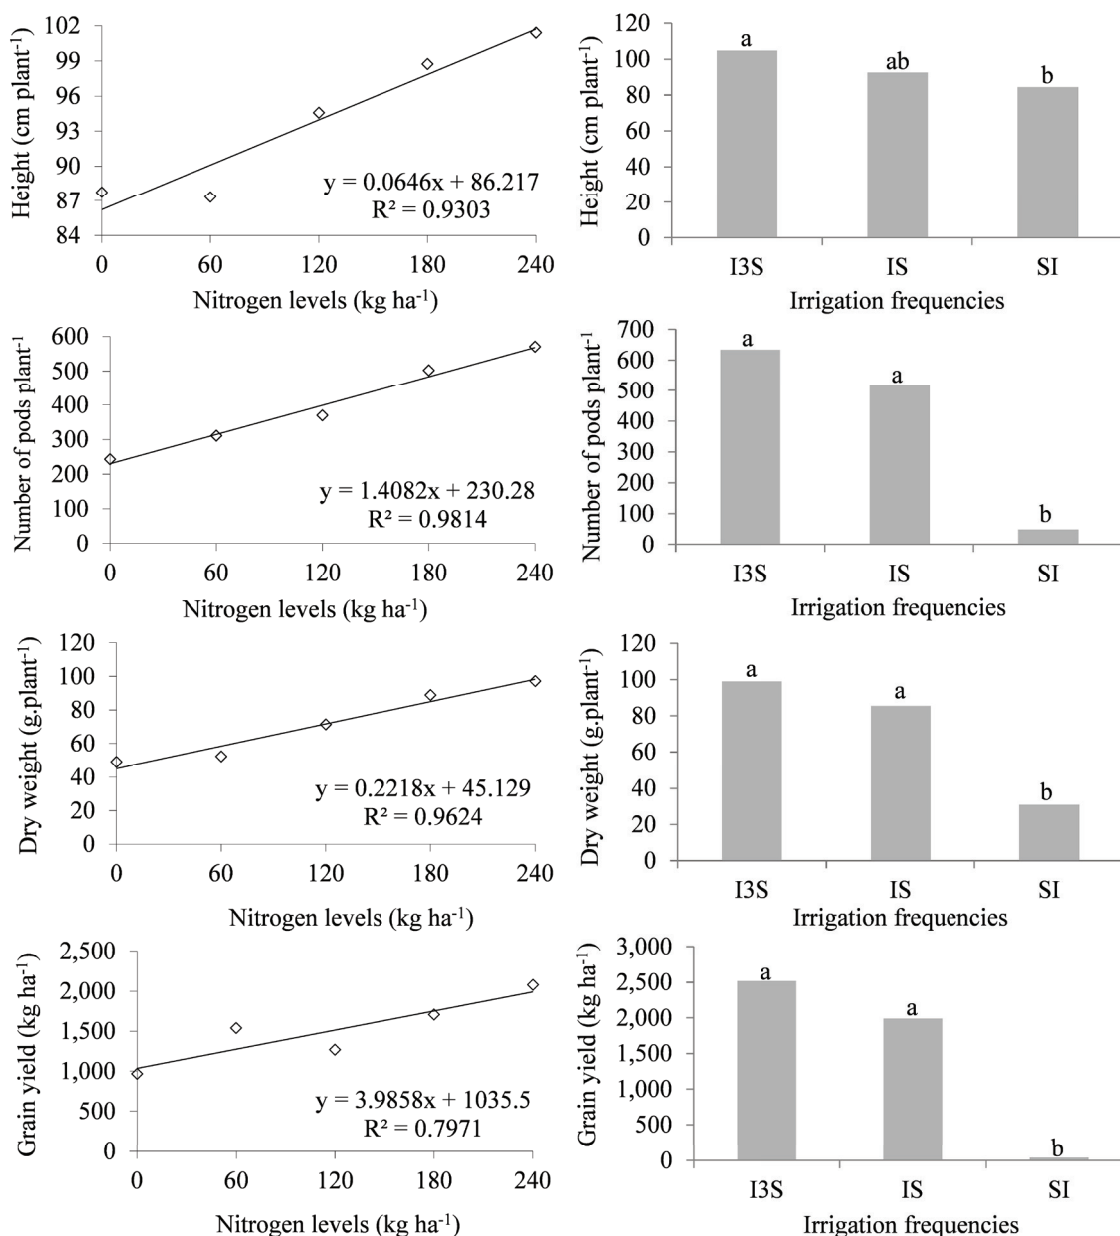 Height (cm plant⁻¹)
102
99
96
93
90
87
84
y = 0.0646x + 86.217
R² = 0.9303
0 60 120 180 240
Nitrogen levels (kg ha⁻¹)
Height (cm plant⁻¹)
120
100
80
60
40
20
0
a ab b
I3S IS SI
Irrigation frequencies
Number of pods plant⁻¹
600
500
400
300
200
100
0
y = 1.4082x + 230.28
R² = 0.9814
0 60 120 180 240
Nitrogen levels (kg ha⁻¹)
Number of pods plant⁻¹
700
600
500
400
300
200
100
0
a a b
I3S IS SI
Irrigation frequencies
Dry weight (g.plant⁻¹)
120
100
80
60
40
20
0
y = 0.2218x + 45.129
R² = 0.9624
0 60 120 180 240
Nitrogen levels (kg ha⁻¹)
Dry weight (g.plant⁻¹)
120
100
80
60
40
20
0
a a b
I3S IS SI
Irrigation frequencies
Grain yield (kg ha⁻¹)
2,500
2,000
1,500
1,000
500
0
y = 3.9858x + 1035.5
R² = 0.7971
0 60 120 180 240
Nitrogen levels (kg ha⁻¹)
Grain yield (kg ha⁻¹)
3,000
2,500
2,000
1,500
1,000
500
0
a a b
I3S IS SI
Irrigation frequencies